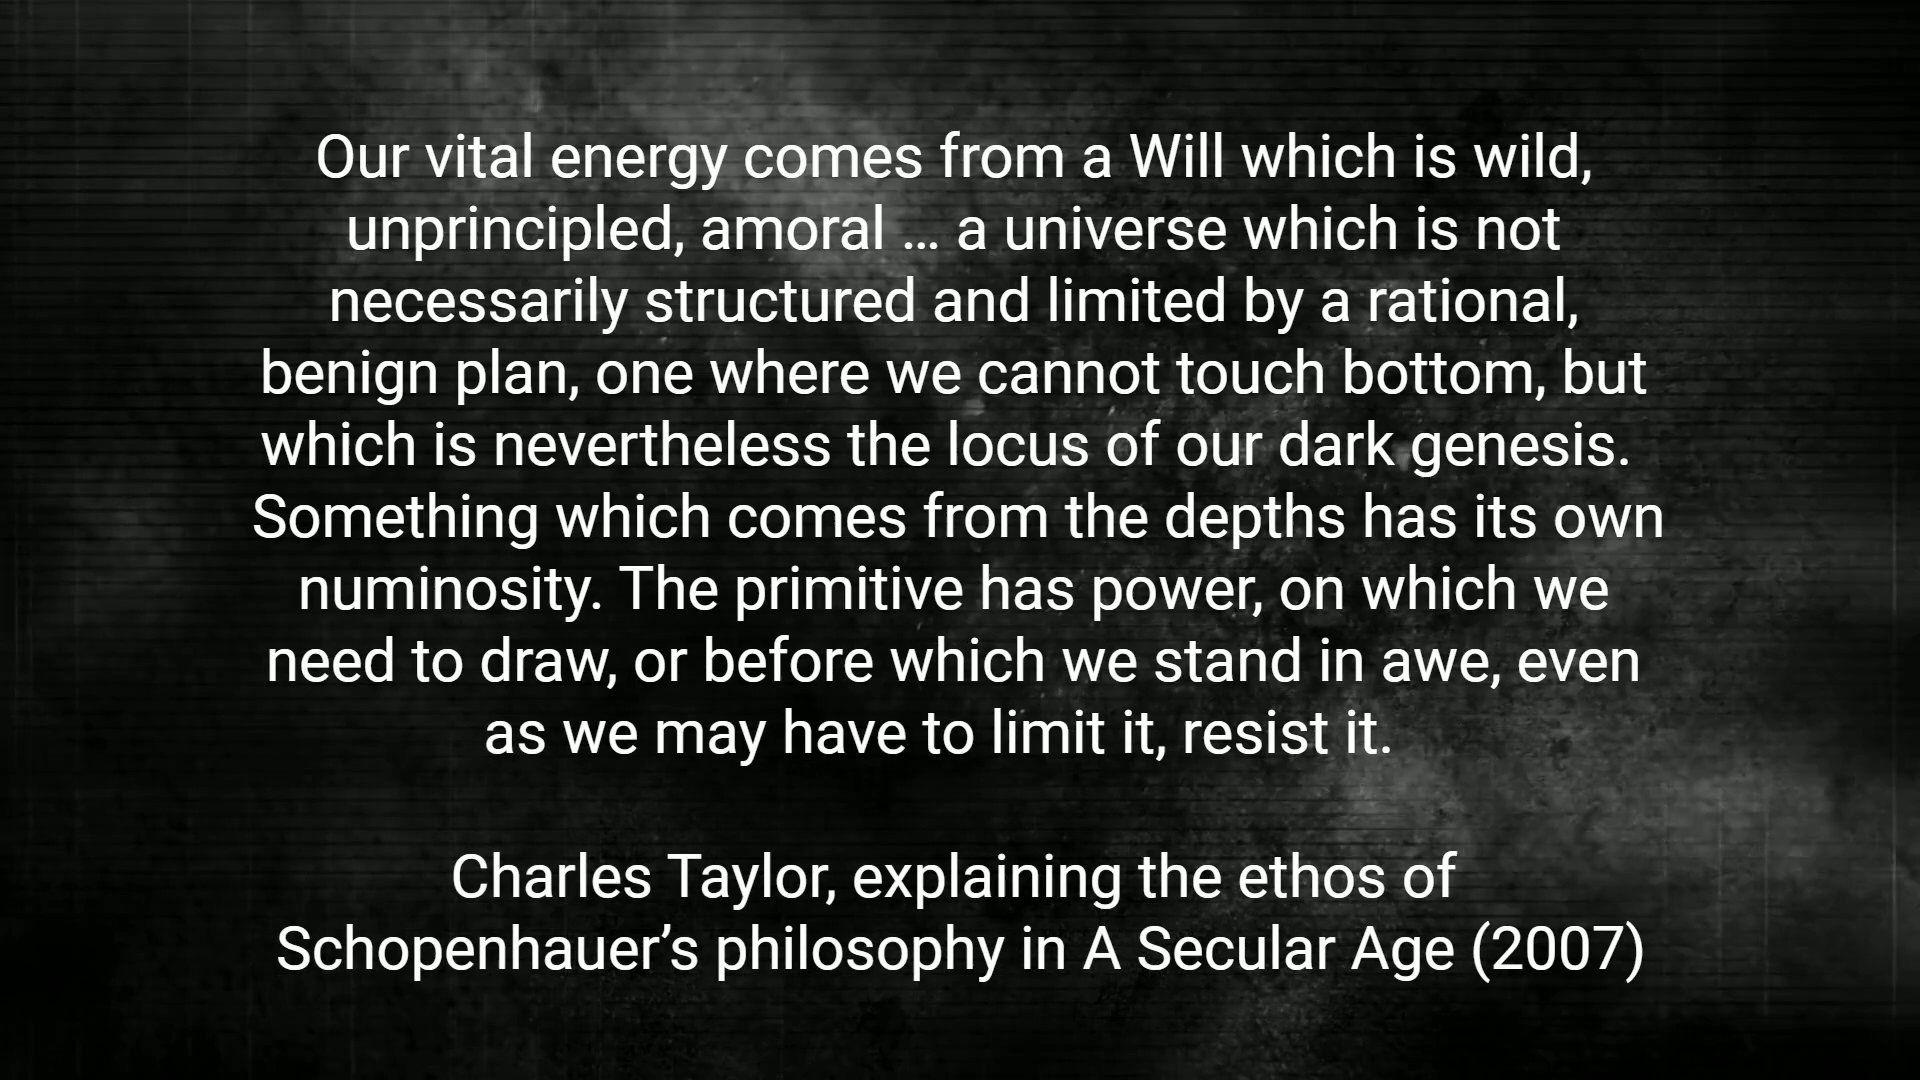 Our vital energy comes from a Will which is wild,
unprincipled, amoral ... a universe which is not
necessarily structured and limited by a rational,
benign plan, one where we cannot touch bottom, but
which is nevertheless the locus of our dark genesis.
Something which comes from the depths has its own
numinosity. The primitive has power, on which we
need to draw, or before which we stand in awe, even
as we may have to limit it, resist it.
Charles Taylor, explaining the ethos of
Schopenhauer’s philosophy in A Secular Age (2007)